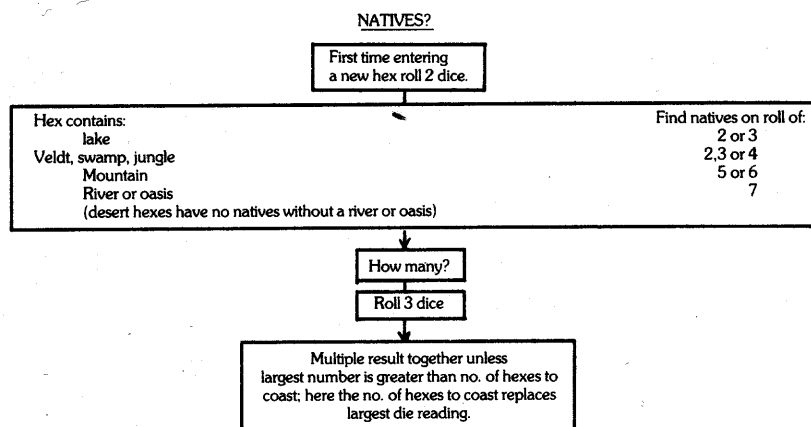 NATIVES?
First time entering
a new hex roll 2 dice.
Hex contains: Find natives on roll of:
lake 2 or 3
Veldt, swamp, jungle 2,3 or 4
Mountain 5 or 6
River or oasis 7
(desert hexes have no natives without a river or oasis)
How many?
Roll 3 dice
Multiple result together unless
largest number is greater than no. of hexes to
coast; here the no. of hexes to coast replaces
largest die reading.